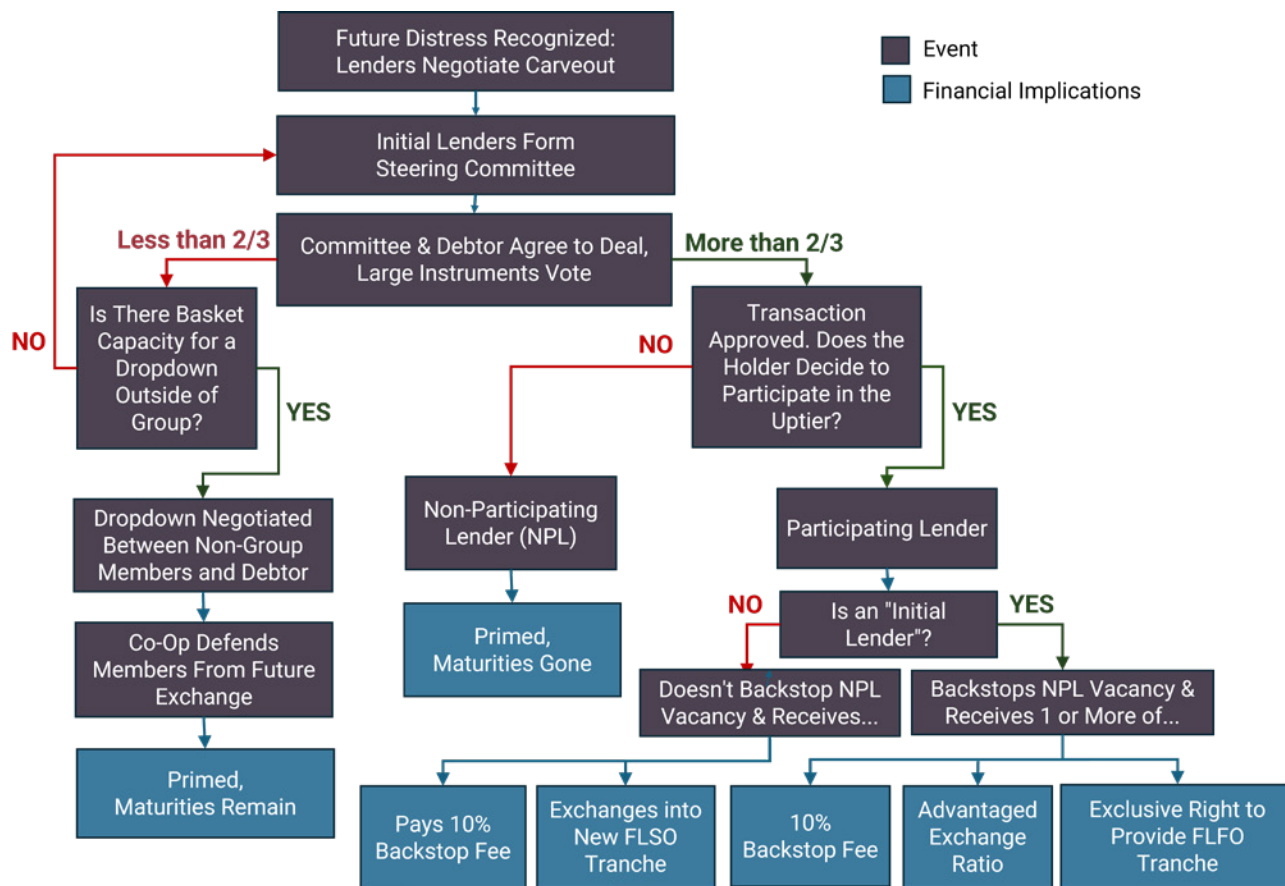 Future Distress Recognized:
Lenders Negotiate Carveout
Event
Financial Implications
Initial Lenders Form
Steering Committee
Less than 2/3
Committee & Debtor Agree to Deal,
Large Instruments Vote
More than 2/3
NO
Is There Basket
Capacity for a
Dropdown
Outside of
Group?
YES
NO
Transaction
Approved. Does the
Holder Decide to
Participate in the
Uptier?
YES
Dropdown Negotiated
Between Non-Group
Members and Debtor
Non-Participating
Lender (NPL)
Participating Lender
Co-Op Defends
Members From Future
Exchange
Primed,
Maturities Gone
NO
Is an "Initial
Lender"?
YES
Doesn't Backstop NPL
Vacancy & Receives...
Backstops NPL Vacancy &
Receives 1 or More of...
Primed,
Maturities Remain
Pays 10%
Backstop Fee
Exchanges into
New FLSO
Tranche
10%
Backstop Fee
Advantaged
Exchange
Ratio
Exclusive Right to
Provide FLFO
Tranche